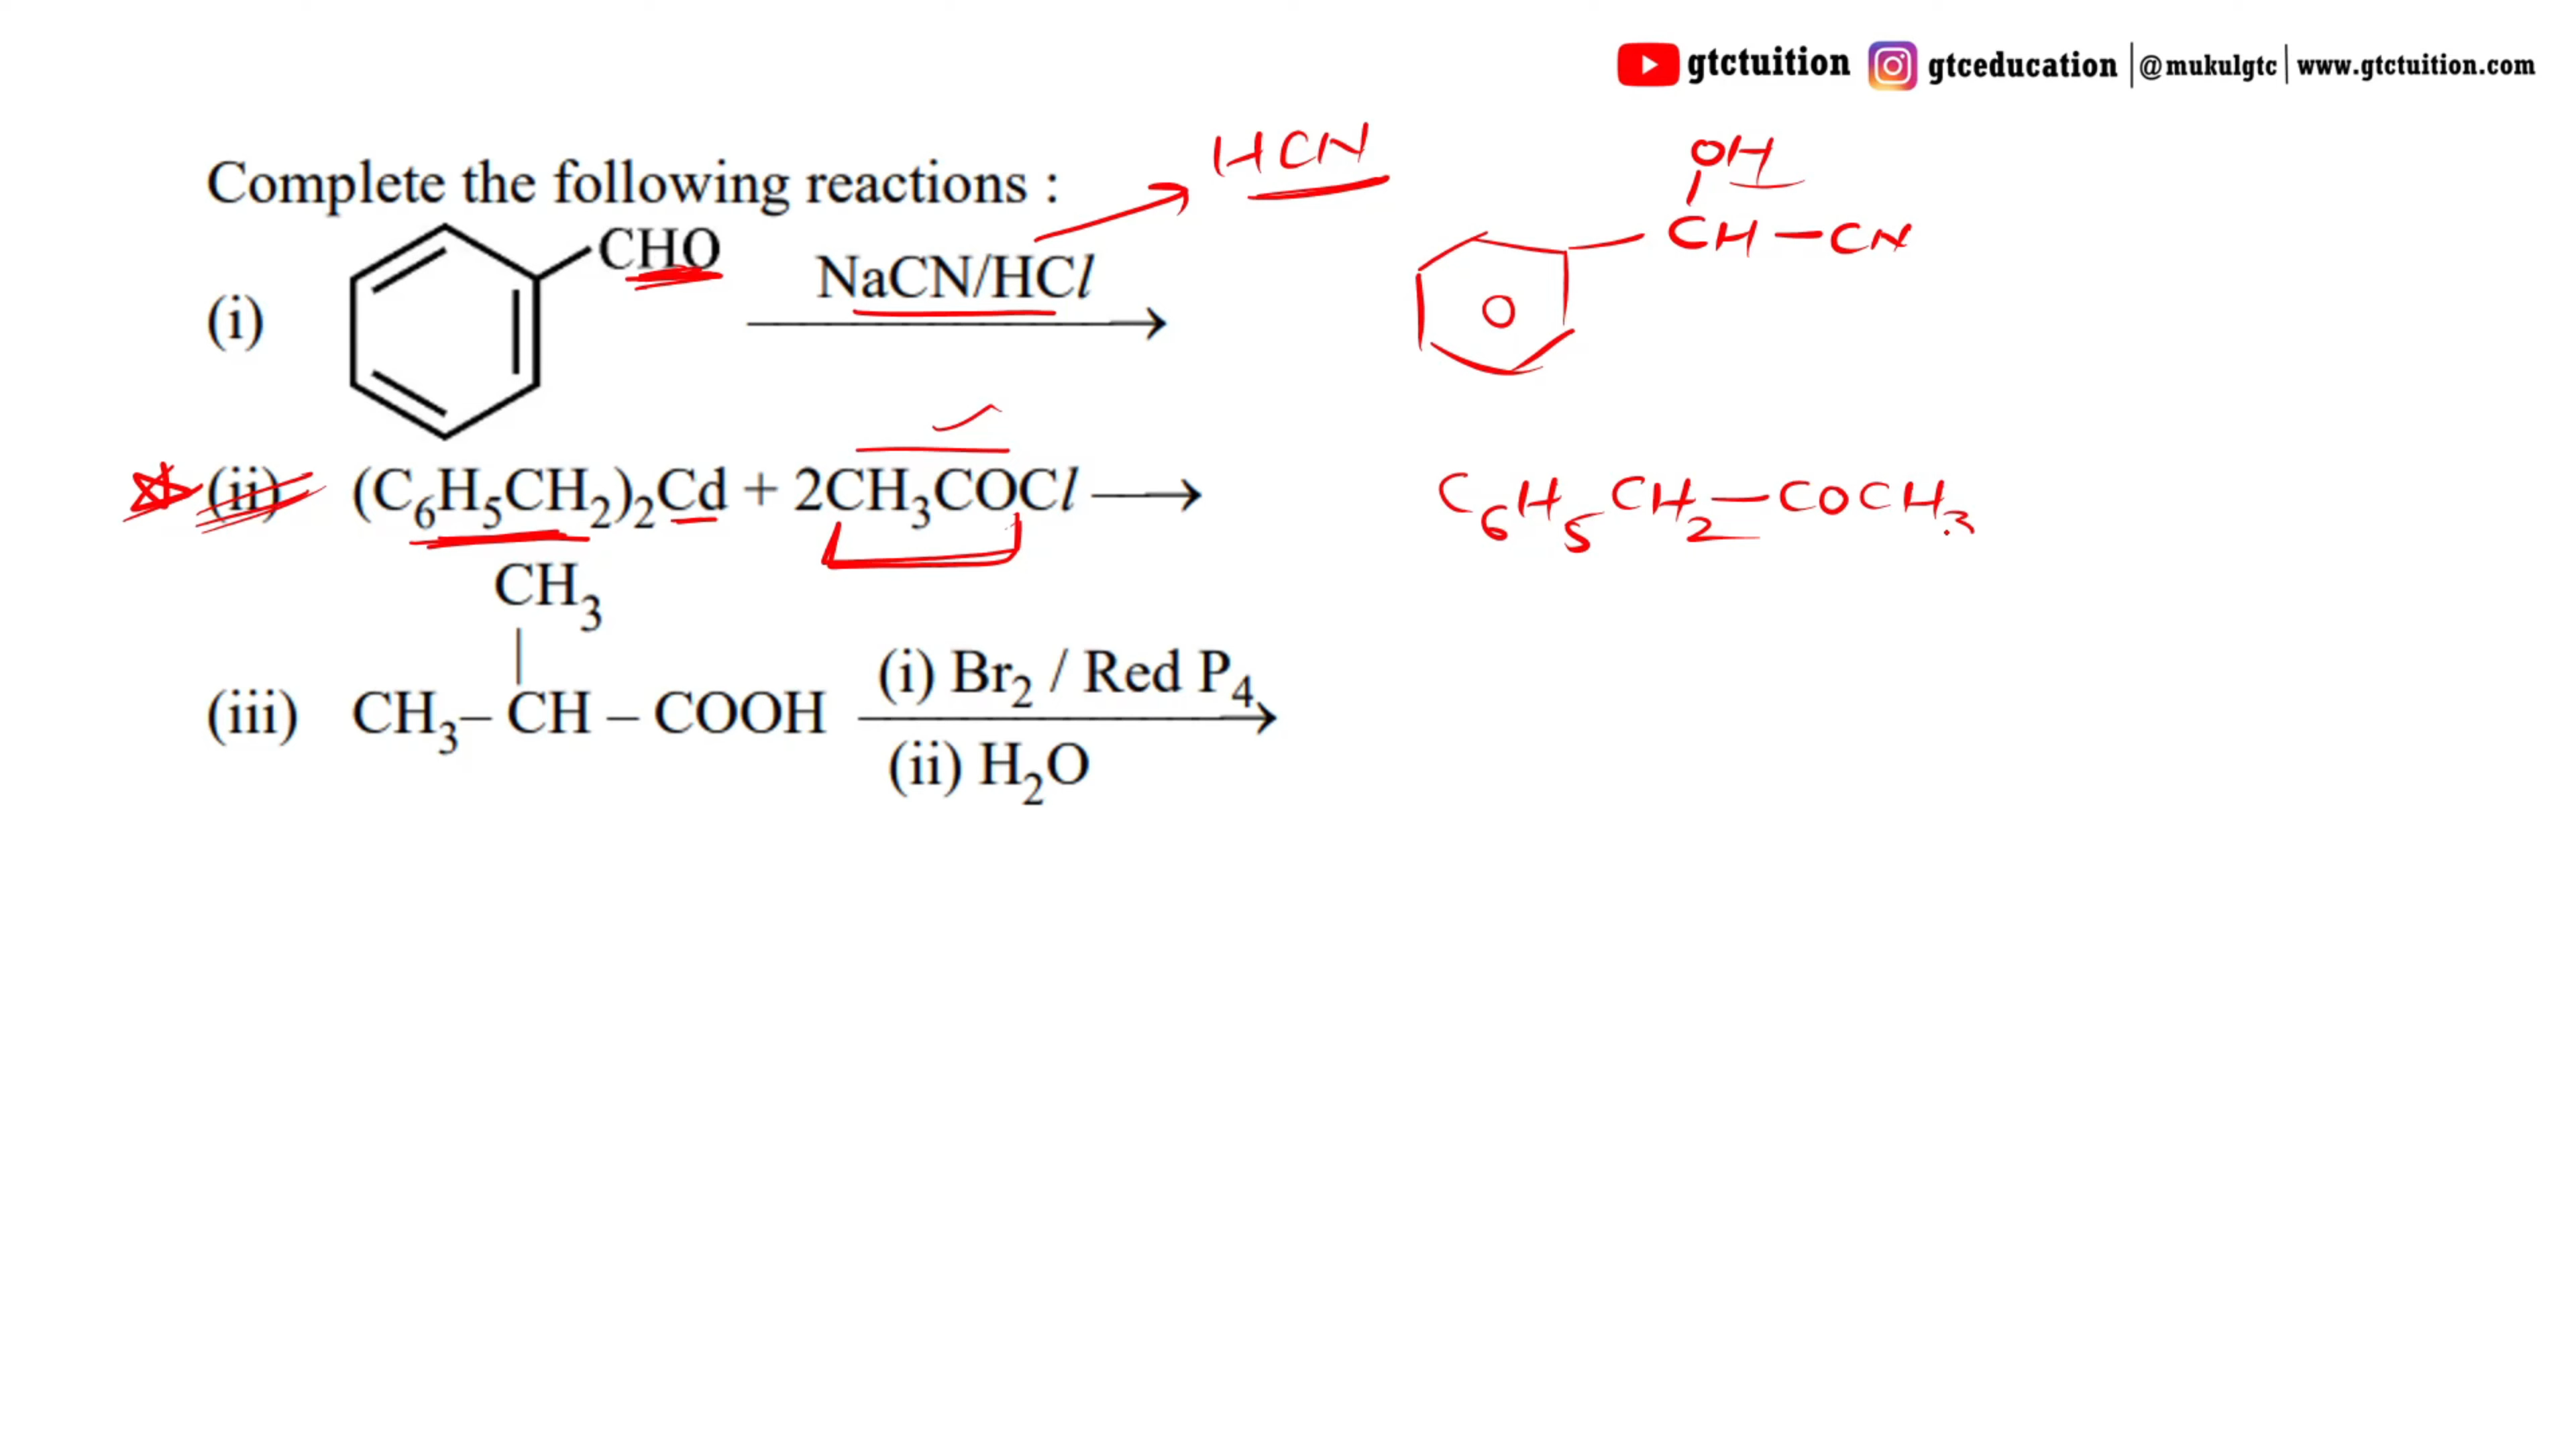 gtctuition gtceducation |@mukulgtc| www.gtctuition.com
HCN
OH
Complete the following reactions :
CHO
CH–CN
(i) NaCN/HCl
(ii) (C₆H₅CH₂)₂Cd + 2CH₃COCl ⟶ C₆H₅CH₂–COCH₃
CH₃
|
(i) Br₂ / Red P₄
(iii) CH₃– CH – COOH
(ii) H₂O